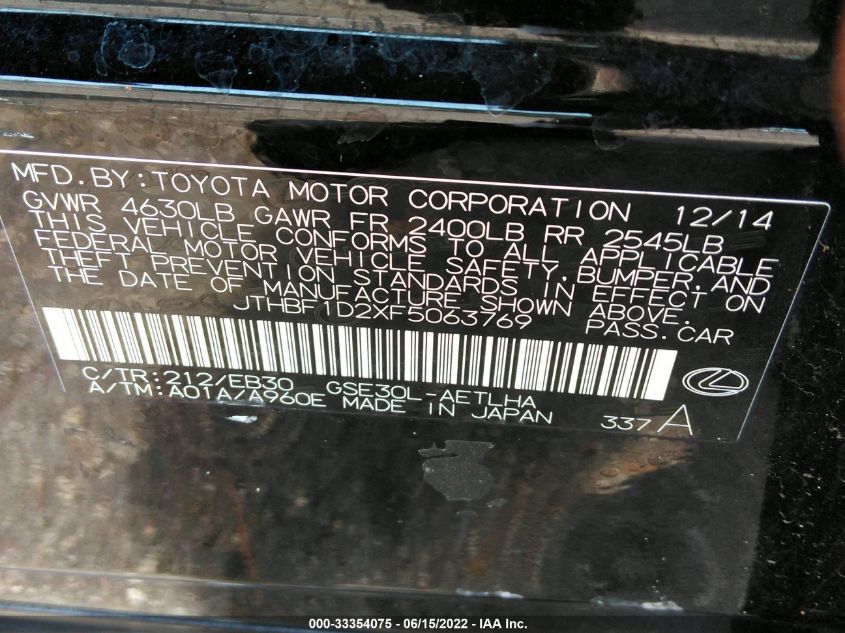 MFD.BY:TOYOTA MOTOR CORPORATION 12/14
GVWR 4630LB GAWR FR 2400LB RR 2545LB
THIS VEHICLE CONFORMS TO ALL APPLICABLE
FEDERAL MOTOR VEHICLE SAFETY,BUMPER,AND
THEFT PREVENTION STANDARDS IN EFFECT ON
THE DATE OF MANUFACTURE SHOWN ABOVE.
JTHBF1D2XF5063769 PASS.CAR
C/TR:212/EB30 GSE30L-AETLHA
A/TM:A01A/A960E MADE IN JAPAN 337 A
000-33354075 - 06/15/2022 - IAA Inc.